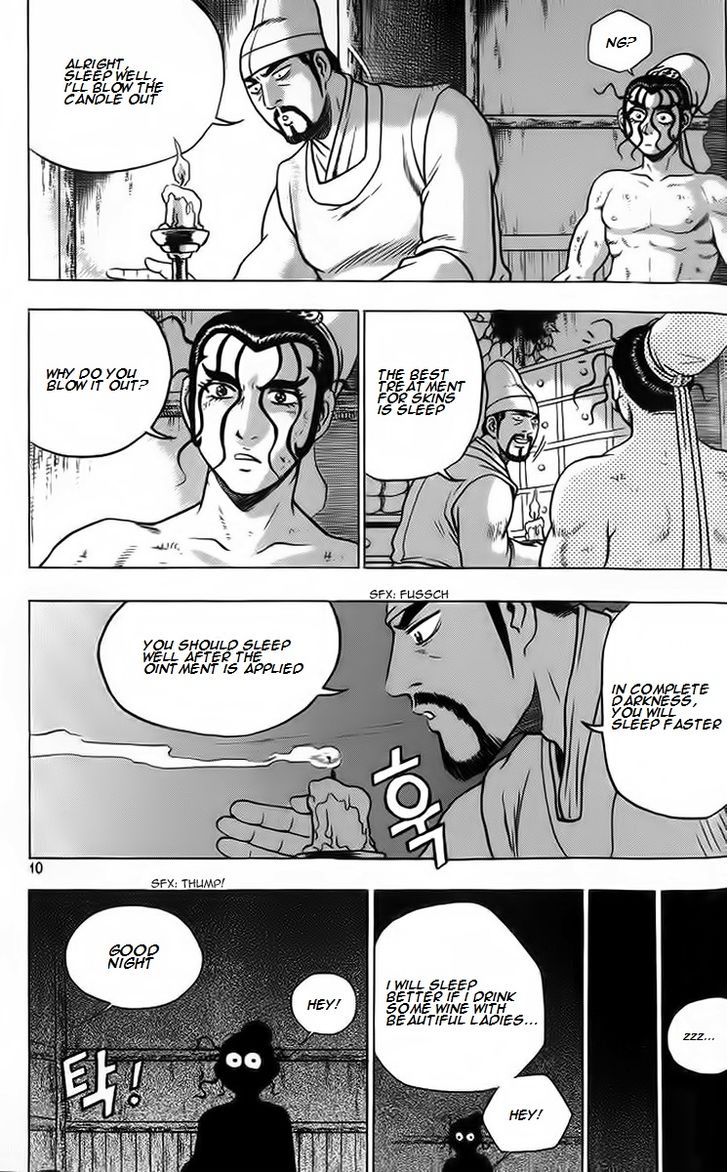 ALRIGHT,
SLEEP WELL,
I'LL BLOW THE
CANDLE OUT
NG?
WHY DO YOU
BLOW IT OUT?
THE BEST
TREATMENT
FOR SKINS
IS SLEEP
SFX: FUSSCH
YOU SHOULD SLEEP
WELL AFTER THE
OINTMENT IS APPLIED
IN COMPLETE
DARKNESS,
YOU WILL
SLEEP FASTER
훅
10
SFX: THUMP!
GOOD
NIGHT
HEY!
탁!
I WILL SLEEP
BETTER IF I DRINK
SOME WINE WITH
BEAUTIFUL LADIES...
HEY!
ZZZ...